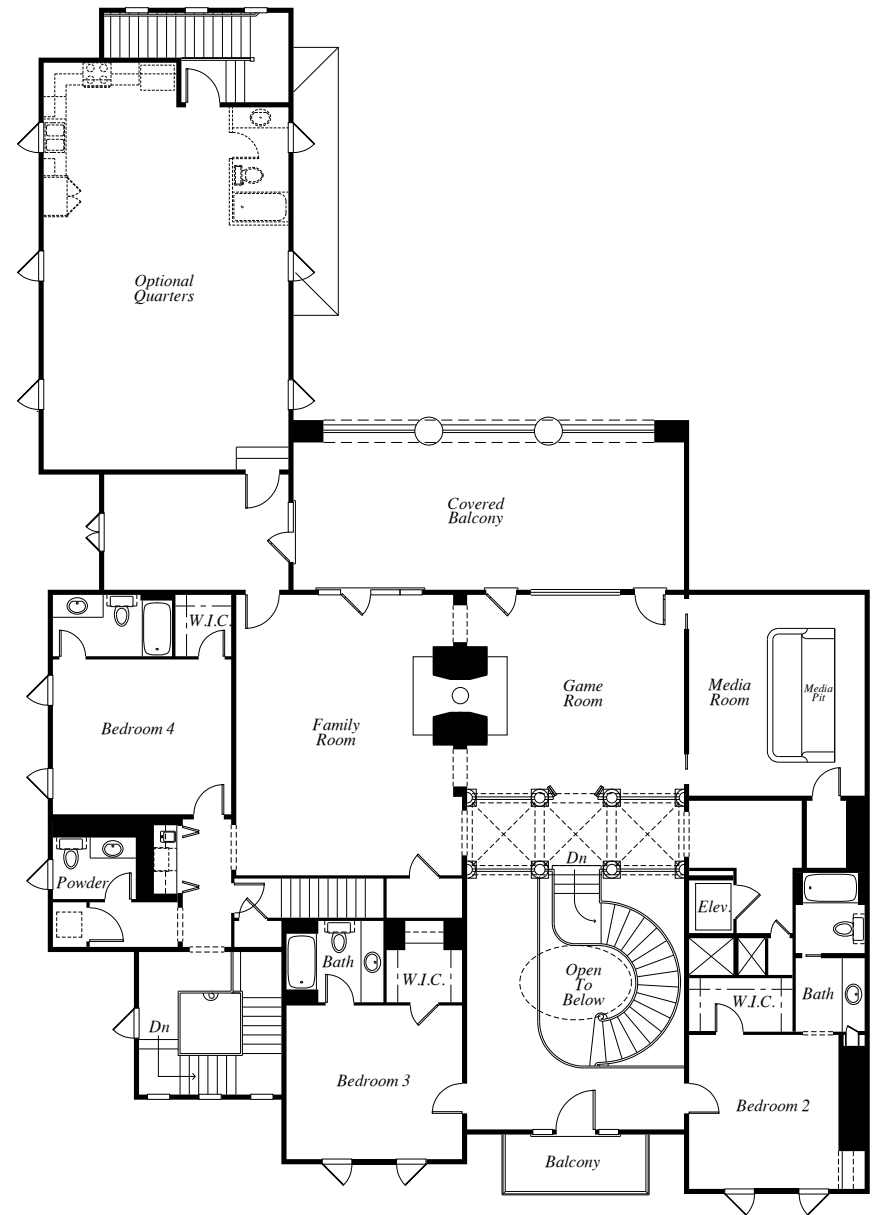 Optional
Quarters
Covered
Balcony
W.I.C.
Bedroom 4
Family
Room
Game
Room
Media
Room
Media
Pit
Powder
Dn
Elev.
Bath
W.I.C.
Open
To
Below
W.I.C.
Bath
Dn
Bedroom 3
Bedroom 2
Balcony